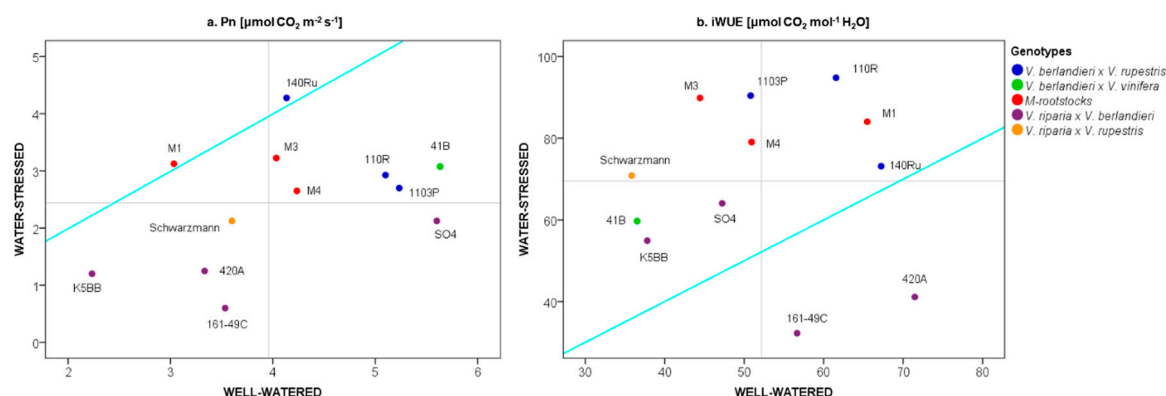 a. Pn [µmol CO₂ m⁻² s⁻¹]
WATER-STRESSED
5
4
3
2
1
0
140Ru
M1
M3
M4
41B
110R
1103P
Schwarzmann
SO4
K5BB
420A
161-49C
2 3 4 5 6
WELL-WATERED
b. iWUE [µmol CO₂ mol⁻¹ H₂O]
WATER-STRESSED
100
80
60
40
M3
1103P
110R
M1
M4
Schwarzmann
140Ru
41B
SO4
K5BB
420A
161-49C
30 40 50 60 70 80
WELL-WATERED
Genotypes
V. berlandieri x V. rupestris
V. berlandieri x V. vinifera
M-rootstocks
V. riparia x V. berlandieri
V. riparia x V. rupestris